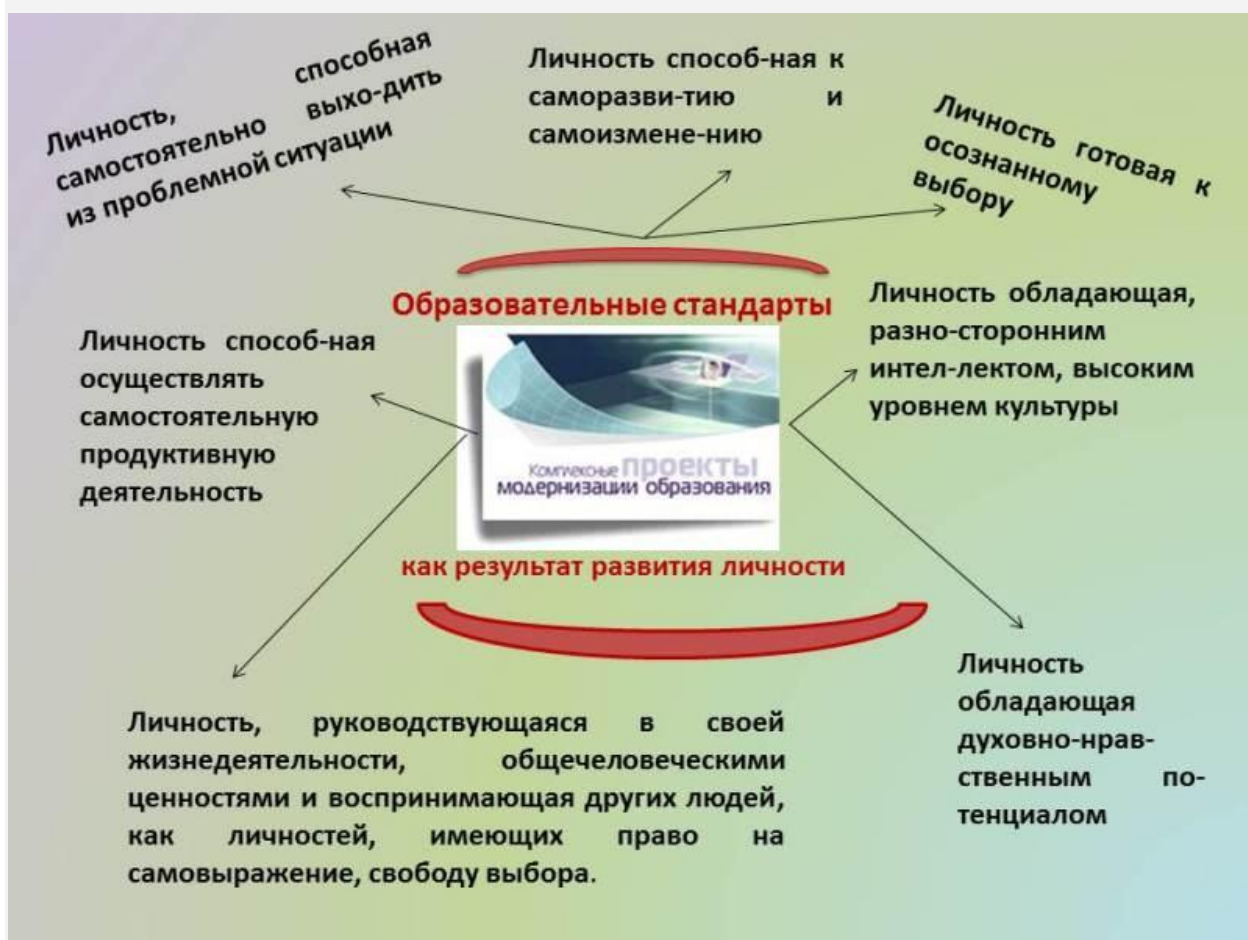 Личность, способная
самостоятельно выхо-дить
из проблемной ситуации
Личность способ-ная к
саморазви-тию и
самоизмене-нию
Личность готовая к
осознанному
выбору
Образовательные стандарты
Личность способ-ная
осуществлять
самостоятельную
продуктивную
деятельность
Личность обладающая,
разно-сторонним
интел-лектом, высоким
уровнем культуры
Комплексные проекты
модернизации образования
как результат развития личности
Личность, руководствующаяся в своей
жизнедеятельности, общечеловеческими
ценностями и воспринимающая других людей,
как личностей, имеющих право на
самовыражение, свободу выбора.
Личность
обладающая
духовно-нрав-
ственным по-
тенциалом